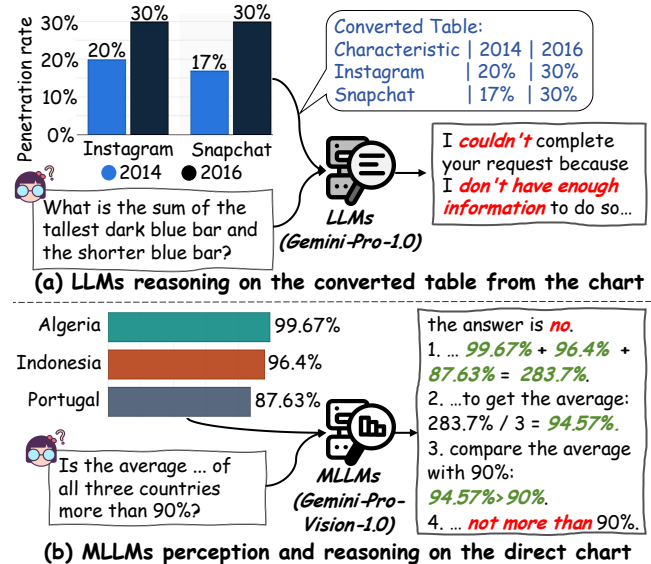 Penetration rate
30%
20%
10%
0%
20%
30%
17%
30%
Instagram
Snapchat
2014
2016
Converted Table:
Characteristic | 2014 | 2016
Instagram | 20% | 30%
Snapchat | 17% | 30%
?
What is the sum of the
tallest dark blue bar and
the shorter blue bar?
LLMs
(Gemini-Pro-1.0)
I couldn't complete
your request because
I don't have enough
information to do so…
(a) LLMs reasoning on the converted table from the chart
Algeria
99.67%
Indonesia
96.4%
Portugal
87.63%
?
Is the average ... of
all three countries
more than 90%?
MLLMs
(Gemini-Pro-
Vision-1.0)
the answer is no.
1. … 99.67% + 96.4% +
87.63% = 283.7%.
2. …to get the average:
283.7% / 3 = 94.57%.
3. compare the average
with 90%:
94.57%>90%.
4. … not more than 90%.
(b) MLLMs perception and reasoning on the direct chart